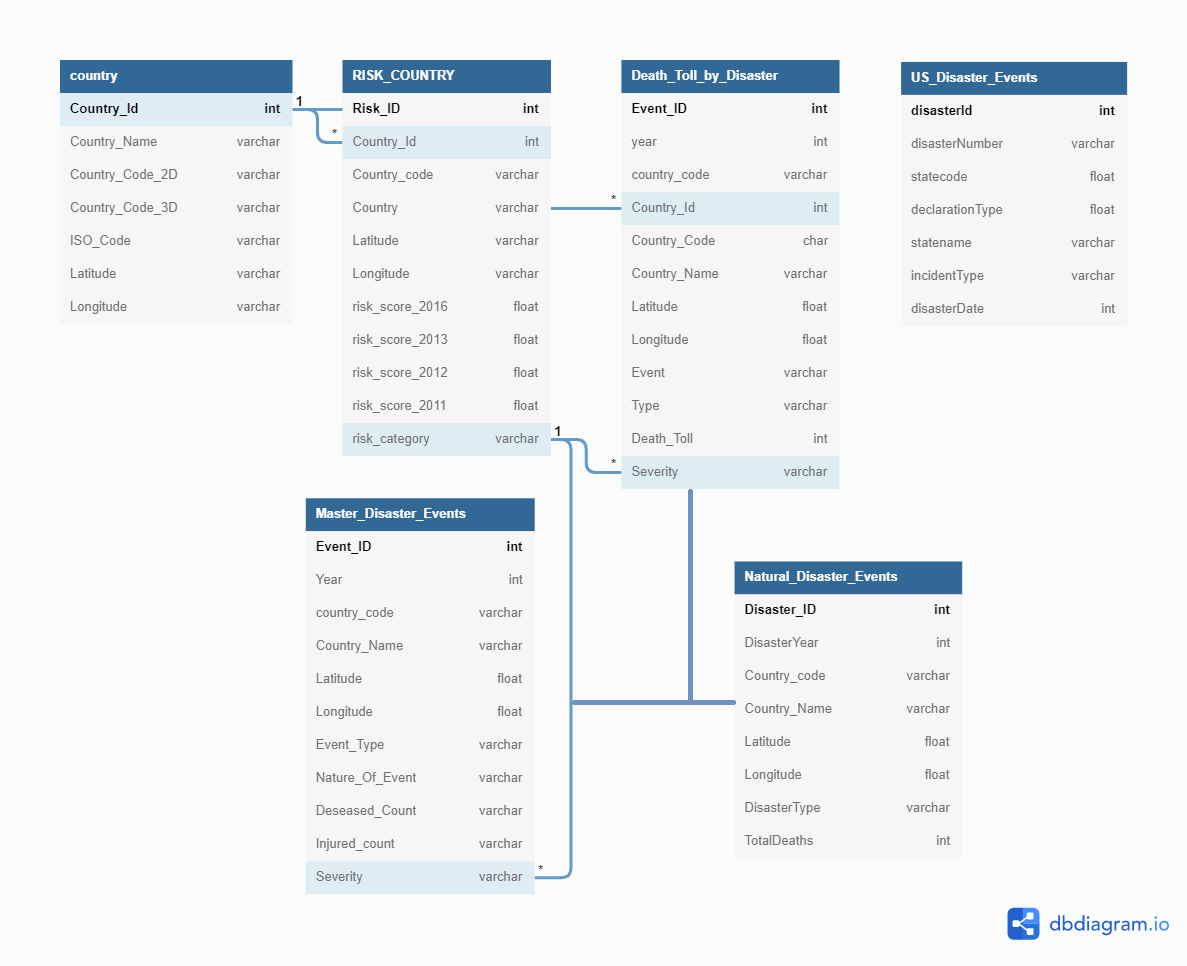 country
Country_Id int
Country_Name varchar
Country_Code_2D varchar
Country_Code_3D varchar
ISO_Code varchar
Latitude varchar
Longitude varchar
1
*
RISK_COUNTRY
Risk_ID int
Country_Id int
Country_code varchar
Country varchar
Latitude varchar
Longitude varchar
risk_score_2016 float
risk_score_2013 float
risk_score_2012 float
risk_score_2011 float
risk_category varchar
*
1
*
Death_Toll_by_Disaster
Event_ID int
year int
country_code varchar
Country_Id int
Country_Code char
Country_Name varchar
Latitude float
Longitude float
Event varchar
Type varchar
Death_Toll int
Severity varchar
US_Disaster_Events
disasterId int
disasterNumber varchar
statecode float
declarationType float
statename varchar
incidentType varchar
disasterDate int
Master_Disaster_Events
Event_ID int
Year int
country_code varchar
Country_Name varchar
Latitude float
Longitude float
Event_Type varchar
Nature_Of_Event varchar
Deseased_Count varchar
Injured_count varchar
Severity varchar
*
Natural_Disaster_Events
Disaster_ID int
DisasterYear int
Country_code varchar
Country_Name varchar
Latitude float
Longitude float
DisasterType varchar
TotalDeaths int
dbdiagram.io